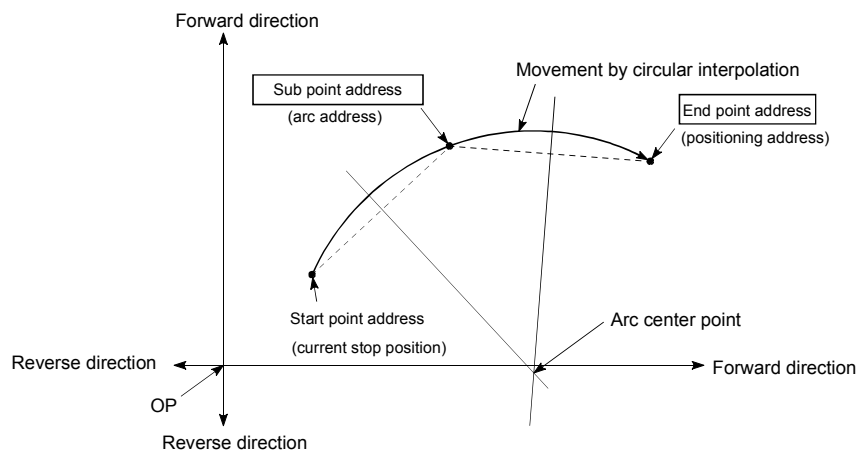 Forward direction
Movement by circular interpolation
Sub point address
(arc address)
End point address
(positioning address)
Start point address
(current stop position)
Arc center point
Reverse direction
Forward direction
OP
Reverse direction